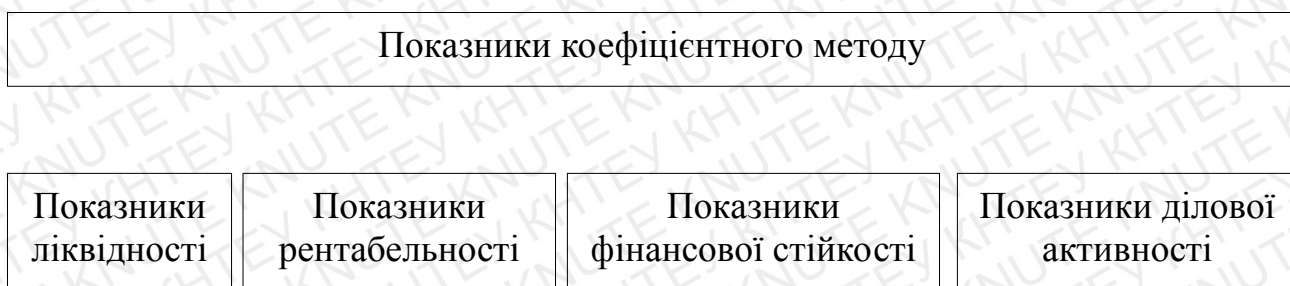 Показники коефіцієнтного методу
Показники
ліквідності
Показники
рентабельності
Показники
фінансової стійкості
Показники ділової
активності